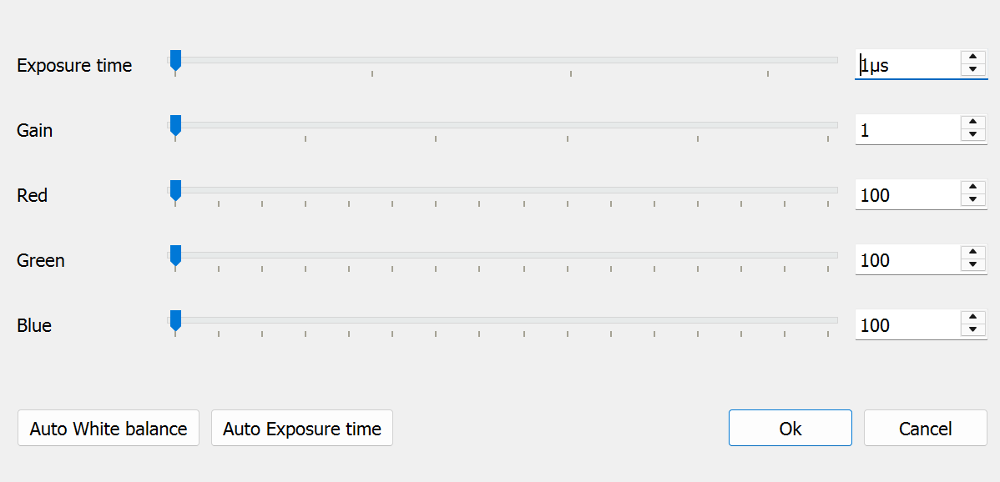 Exposure time 1µs
Gain 1
Red 100
Green 100
Blue 100
Auto White balance Auto Exposure time Ok Cancel